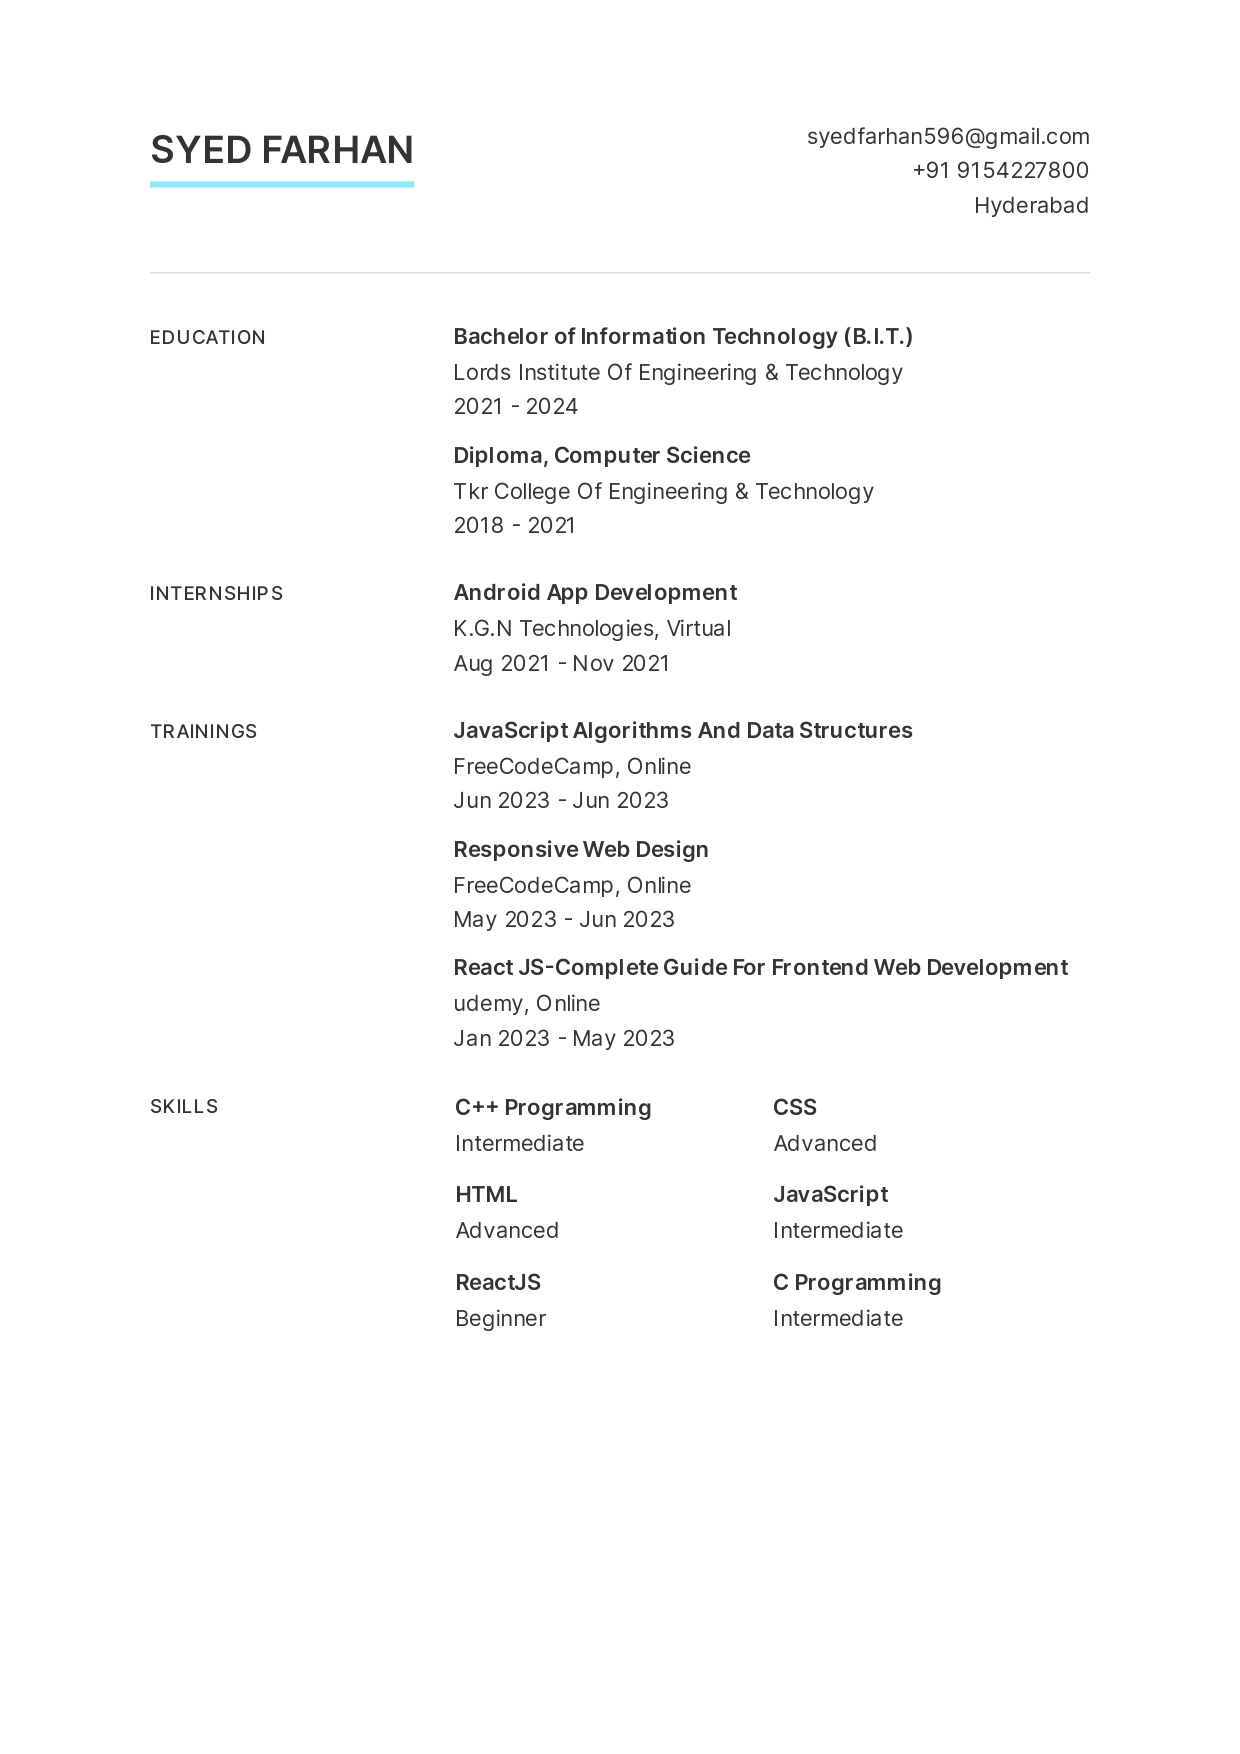 SYED FARHAN
syedfarhan596@gmail.com
+91 9154227800
Hyderabad
EDUCATION
Bachelor of Information Technology (B.I.T.)
Lords Institute Of Engineering & Technology
2021 - 2024
Diploma, Computer Science
Tkr College Of Engineering & Technology
2018 - 2021
INTERNSHIPS
Android App Development
K.G.N Technologies, Virtual
Aug 2021 - Nov 2021
TRAININGS
JavaScript Algorithms And Data Structures
FreeCodeCamp, Online
Jun 2023 - Jun 2023
Responsive Web Design
FreeCodeCamp, Online
May 2023 - Jun 2023
React JS-Complete Guide For Frontend Web Development
udemy, Online
Jan 2023 - May 2023
SKILLS
C++ Programming
Intermediate
CSS
Advanced
HTML
Advanced
JavaScript
Intermediate
ReactJS
Beginner
C Programming
Intermediate